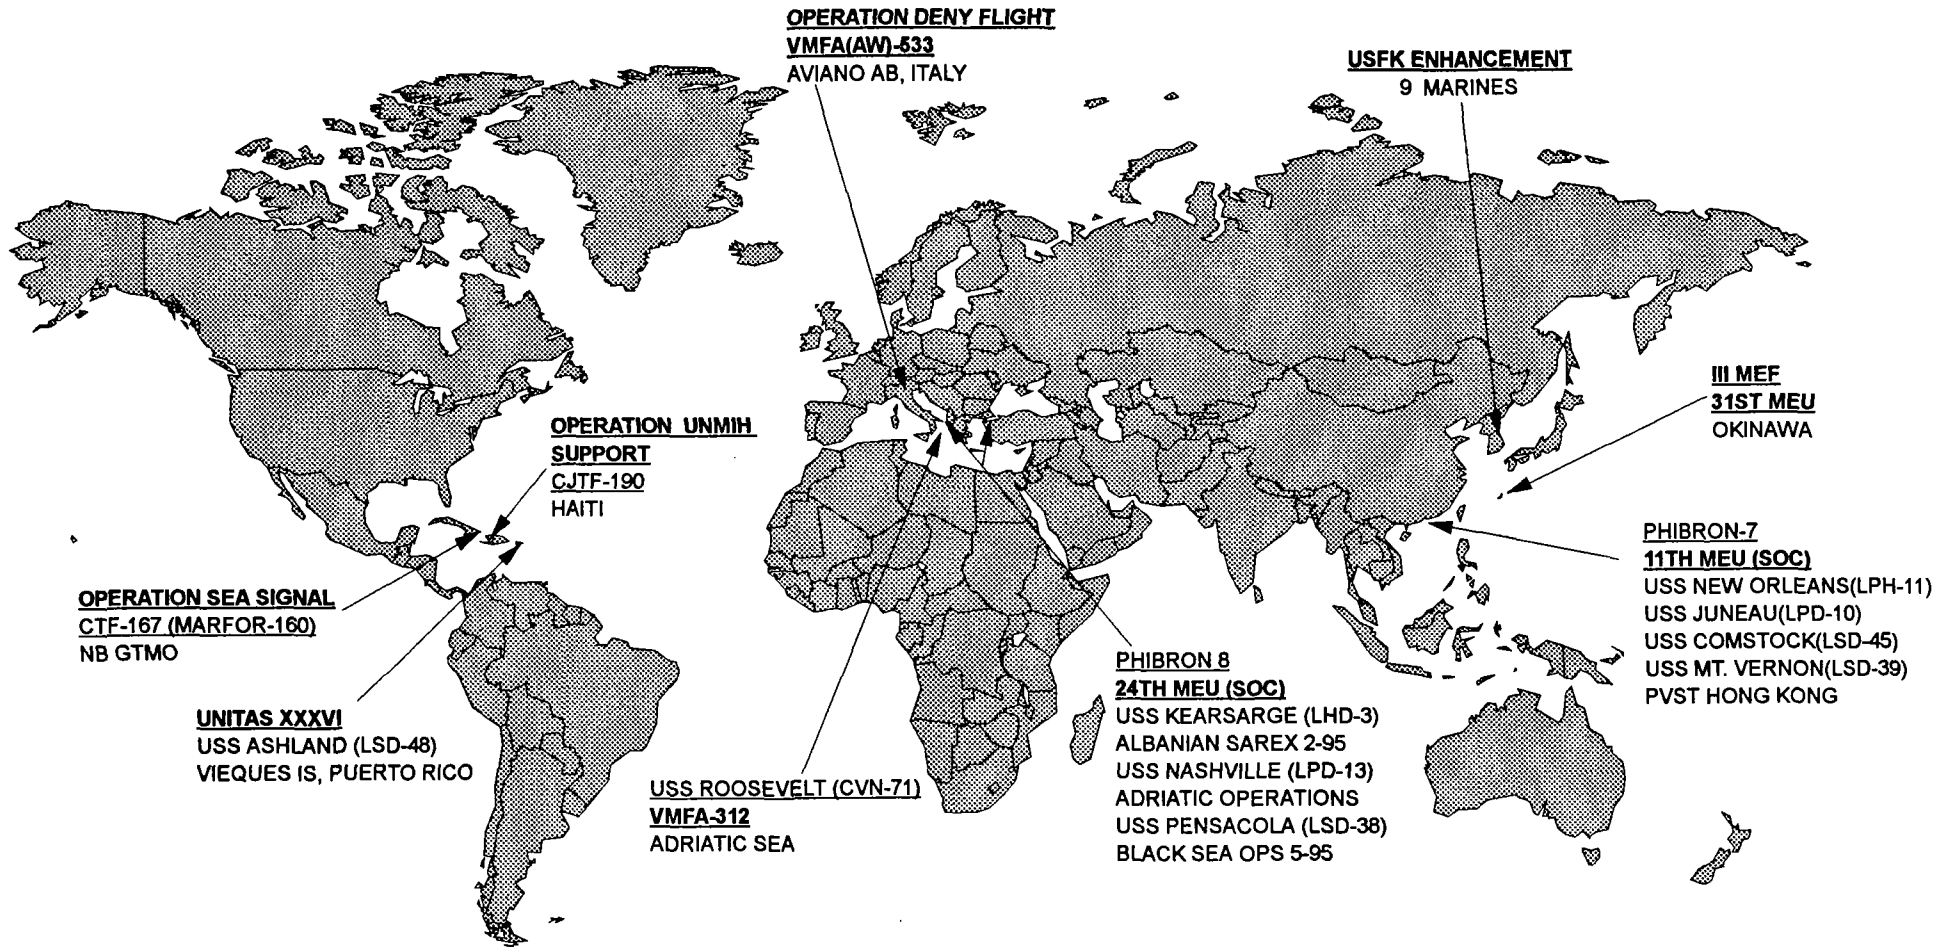 OPERATION DENY FLIGHT
VMFA(AW)-533
AVIANO AB, ITALY
USFK ENHANCEMENT
9 MARINES
III MEF
31ST MEU
OKINAWA
OPERATION UNMIH
SUPPORT
CJTF-190
HAITI
PHIBRON-7
11TH MEU (SOC)
USS NEW ORLEANS(LPH-11)
USS JUNEAU(LPD-10)
USS COMSTOCK(LSD-45)
USS MT. VERNON(LSD-39)
PVST HONG KONG
OPERATION SEA SIGNAL
CTF-167 (MARFOR-160)
NB GTMO
UNITAS XXXVI
USS ASHLAND (LSD-48)
VIEQUES IS, PUERTO RICO
USS ROOSEVELT (CVN-71)
VMFA-312
ADRIATIC SEA
PHIBRON 8
24TH MEU (SOC)
USS KEARSARGE (LHD-3)
ALBANIAN SAREX 2-95
USS NASHVILLE (LPD-13)
ADRIATIC OPERATIONS
USS PENSACOLA (LSD-38)
BLACK SEA OPS 5-95